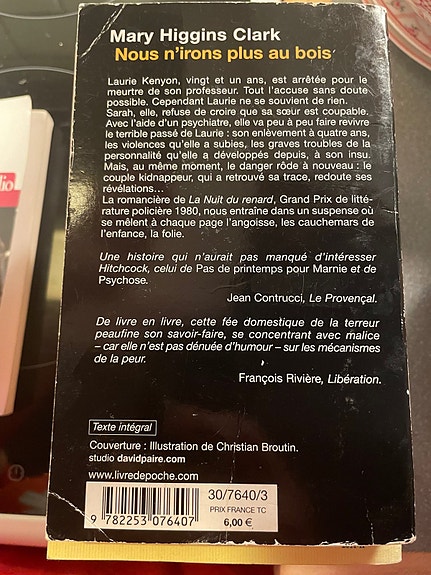 Mary Higgins Clark
Nous n'irons plus au bois
Laurie Kenyon, vingt et un ans, est arrêtée pour le
meurtre de son professeur. Tout l'accuse sans doute
possible. Cependant Laurie ne se souvient de rien.
Sarah, elle, refuse de croire que sa sœur est coupable.
Avec l'aide d'un psychiatre, elle va peu à peu faire revivre
le terrible passé de Laurie : son enlèvement à quatre ans,
les violences qu'elle a subies, les graves troubles de la
personnalité qu'elle a développés depuis, à son insu.
Mais, au même moment, le danger rôde à nouveau : le
couple kidnappeur, qui a retrouvé sa trace, redoute ses
révélations...
La romancière de La Nuit du renard, Grand Prix de litté-
rature policière 1980, nous entraîne dans un suspense où
se mêlent à chaque page l'angoisse, les cauchemars de
l'enfance, la folie.
Une histoire qui n'aurait pas manqué d'intéresser
Hitchcock, celui de Pas de printemps pour Marnie et de
Psychose.
Jean Contrucci, Le Provençal.
De livre en livre, cette fée domestique de la terreur
peaufine son savoir-faire, se concentrant avec malice
– car elle n'est pas dénuée d'humour – sur les mécanismes
de la peur.
François Rivière, Libération.
Texte intégral
Couverture : Illustration de Christian Broutin.
studio davidpaire.com
www.livredepoche.com
30/7640/3
PRIX FRANCE TC
6,00 €
9 782253 076407